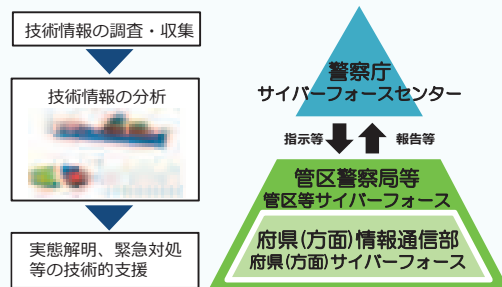 技術情報の調査・収集
技術情報の分析
実態解明、緊急対処
等の技術的支援
警察庁
サイバーフォースセンター
指示等
報告等
管区警察局等
管区等サイバーフォース
府県(方面)情報通信部
府県(方面)サイバーフォース